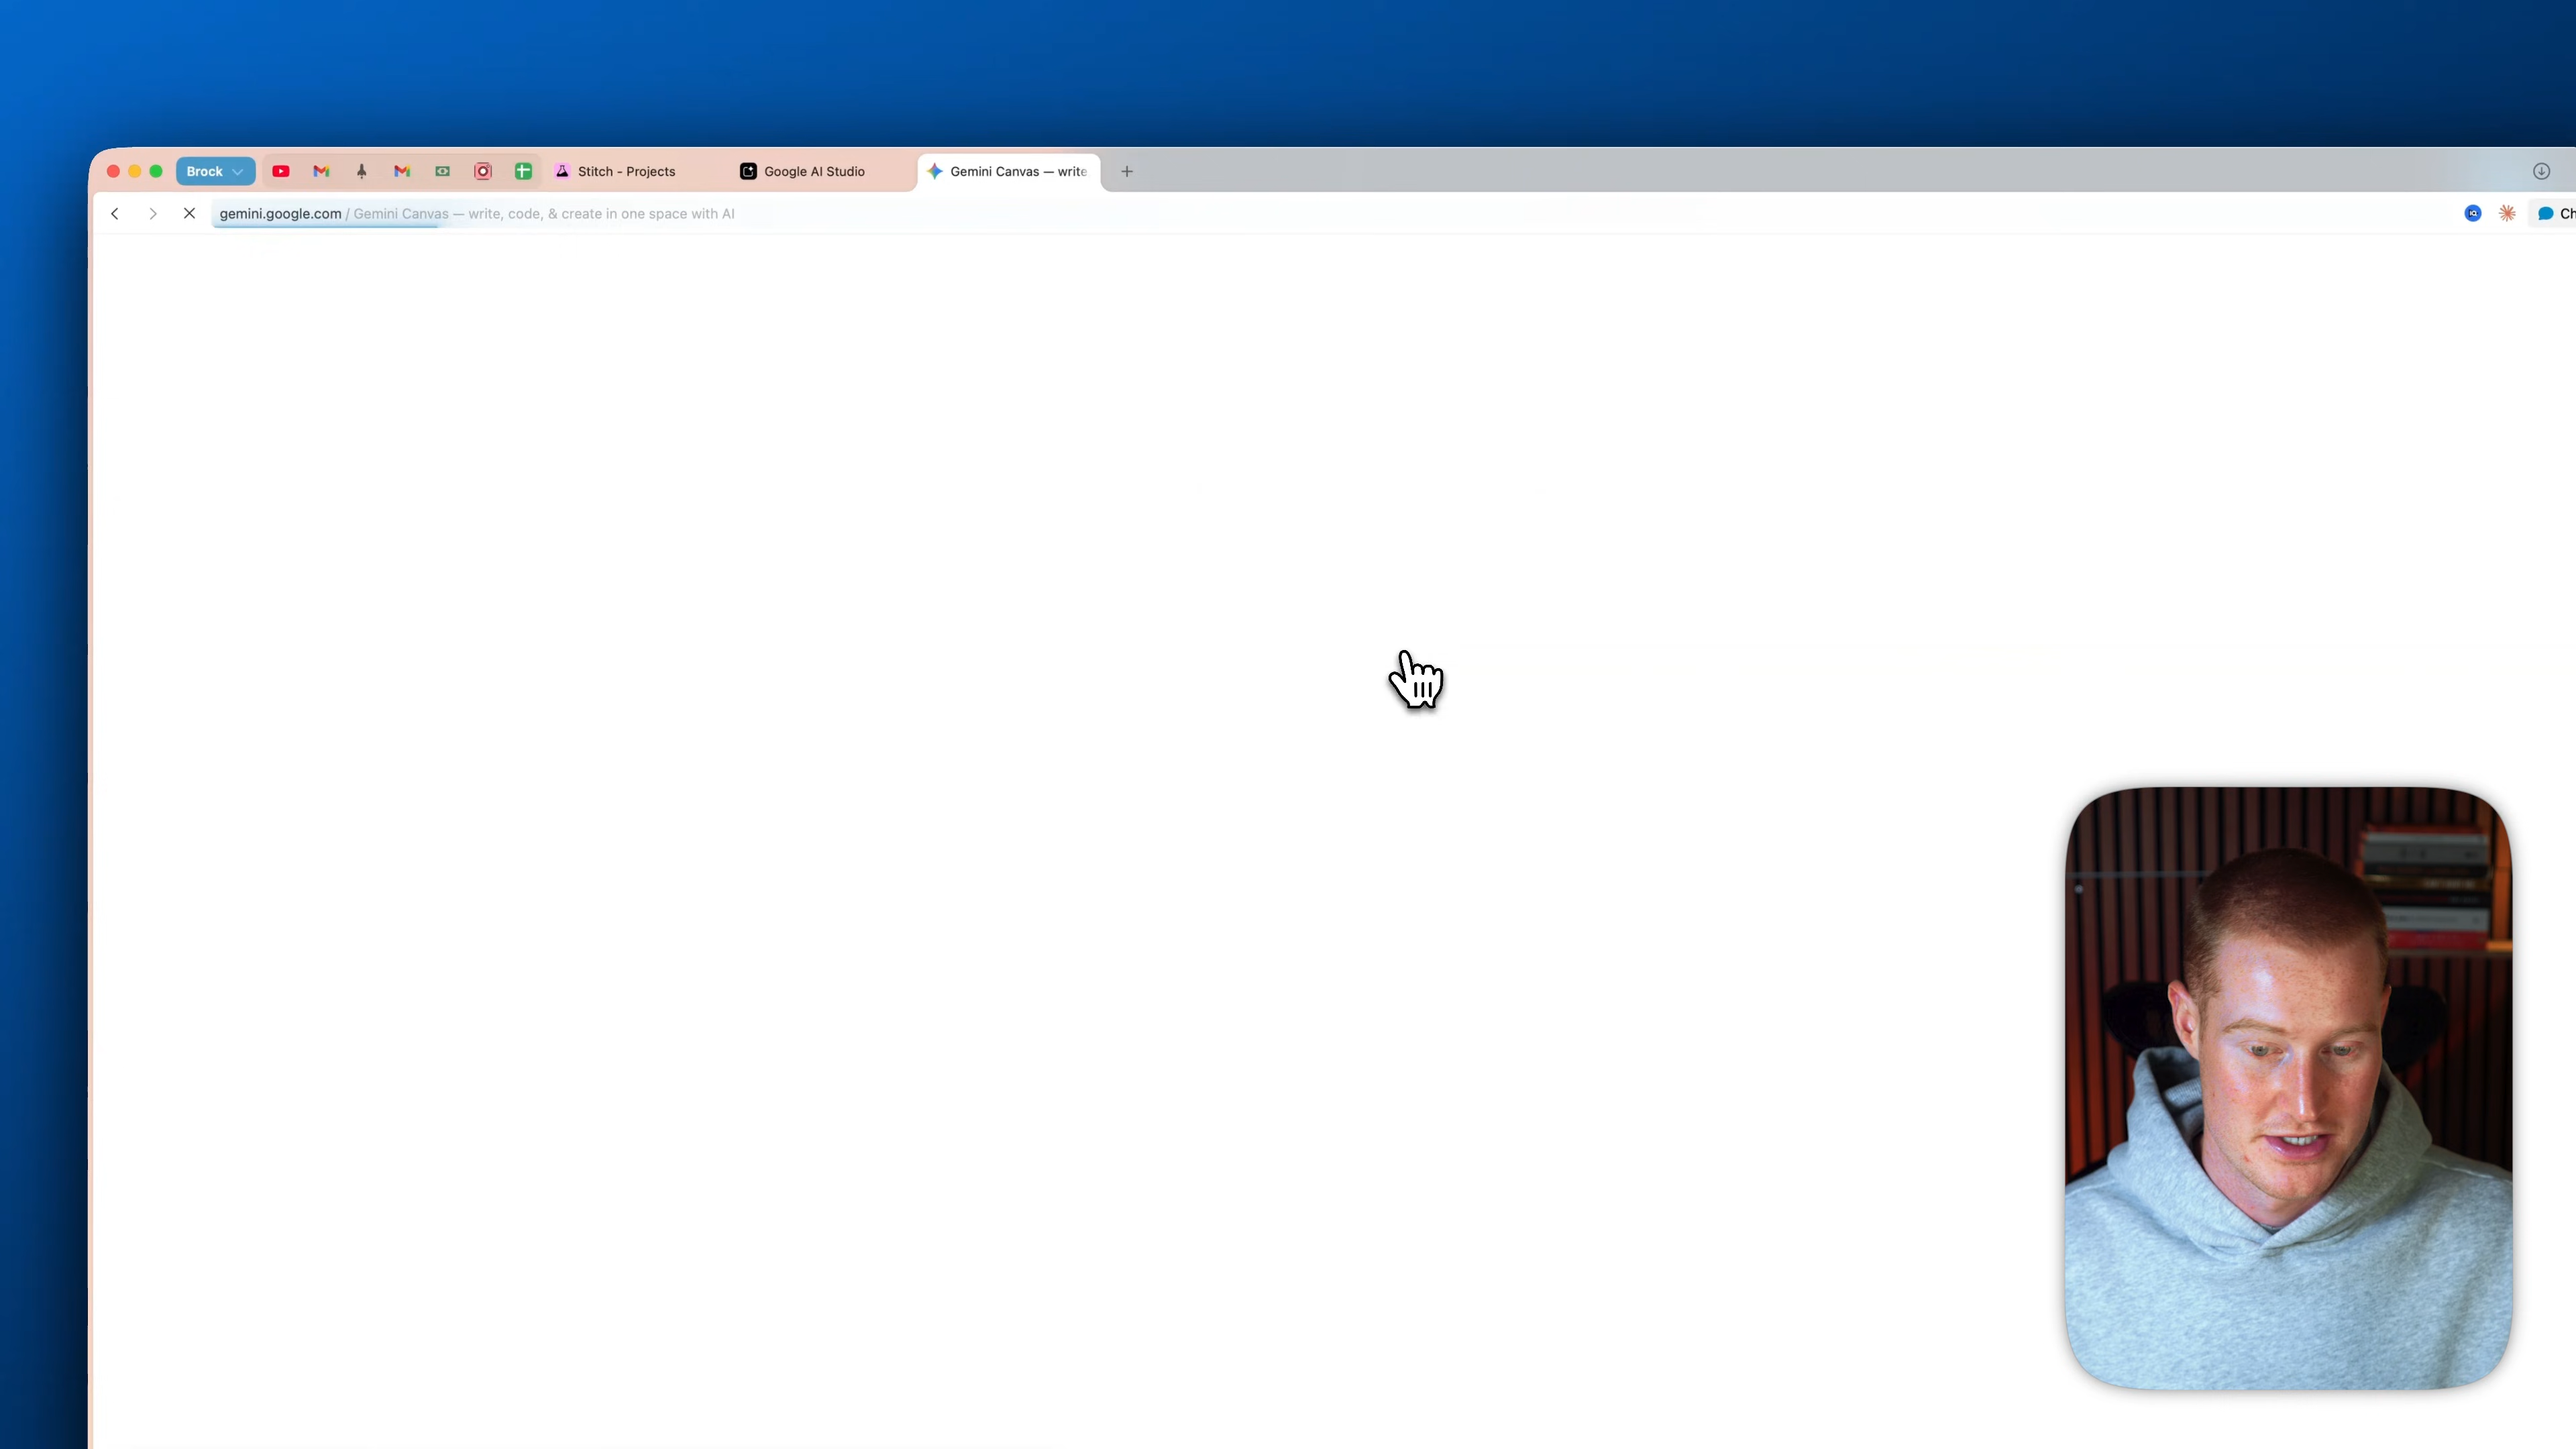 Brock
Stitch - Projects
Google AI Studio
Gemini Canvas — write
gemini.google.com / Gemini Canvas — write, code, & create in one space with AI
Ch